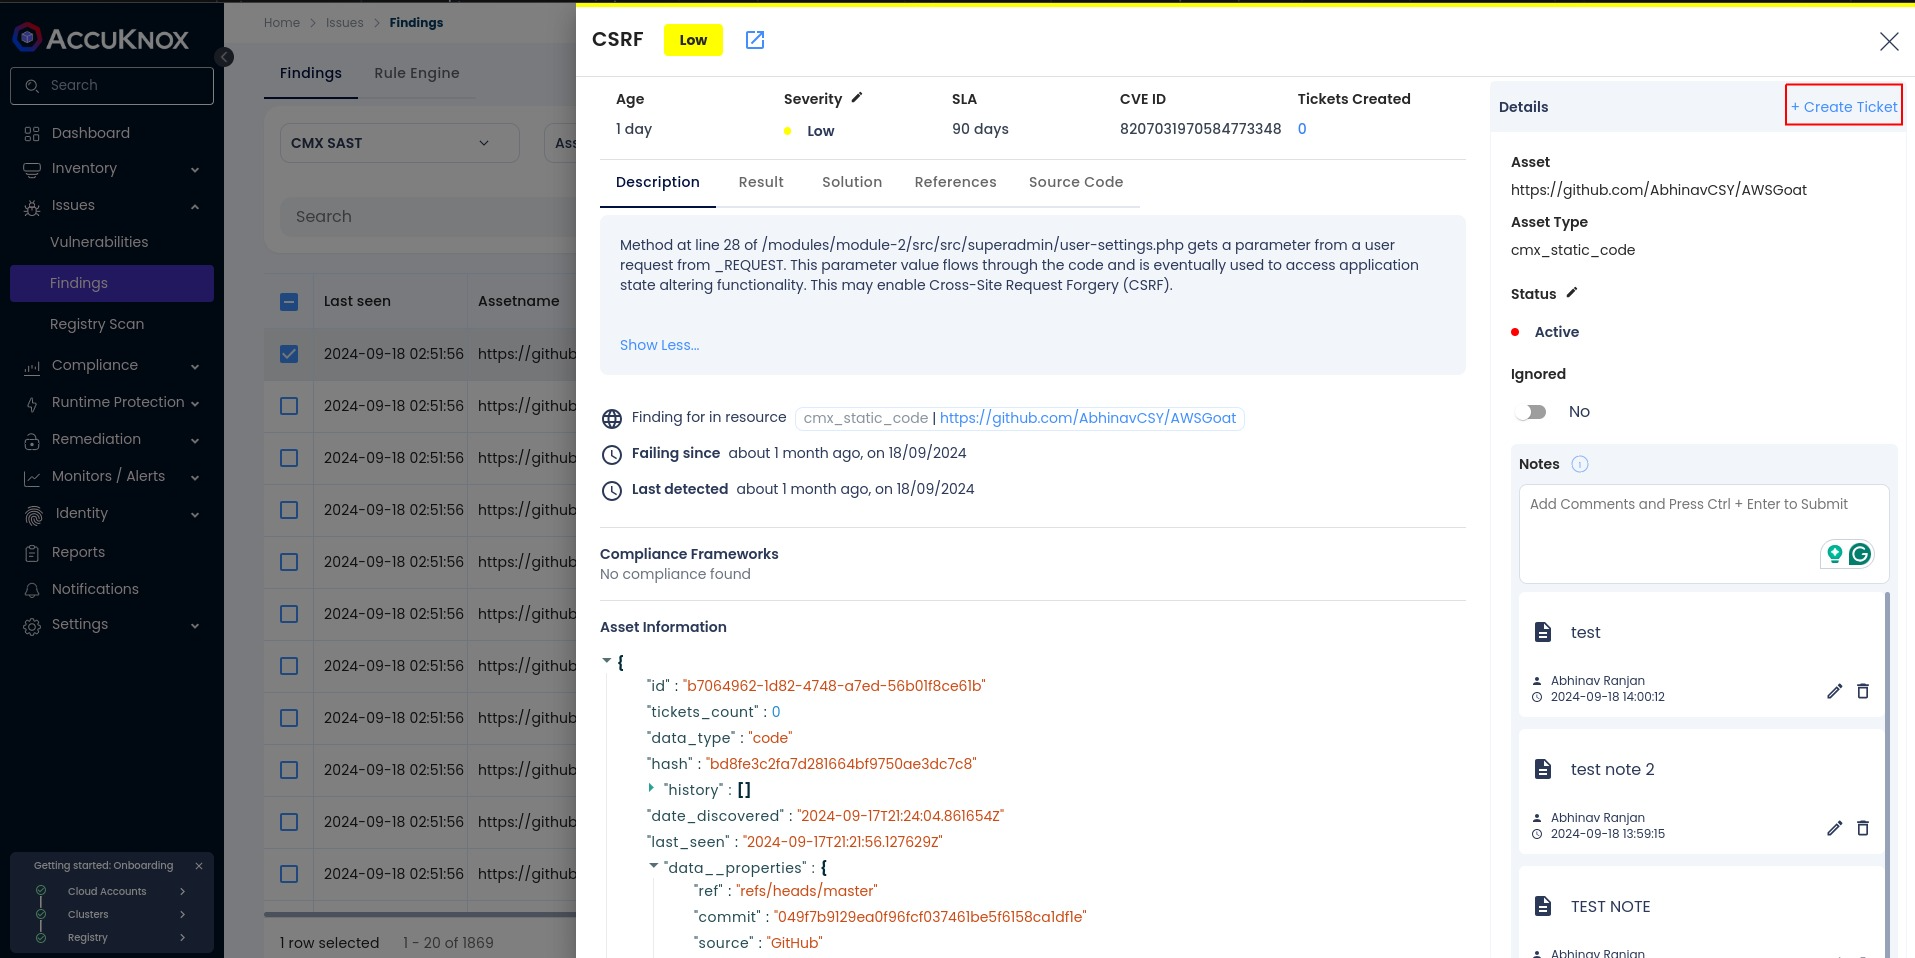 ACCUKNOX
Search
Dashboard
Inventory
Issues
Vulnerabilities
Findings
Registry Scan
Compliance
Runtime Protection
Remediation
Monitors / Alerts
Identity
Reports
Notifications
Settings
Getting started: Onboarding
Cloud Accounts
Clusters
Registry
Home > Issues > Findings
Findings Rule Engine
CMX SAST Ass
Search
Last seen Assetname
2024-09-18 02:51:56 https://github
2024-09-18 02:51:56 https://github
2024-09-18 02:51:56 https://github
2024-09-18 02:51:56 https://github
2024-09-18 02:51:56 https://github
2024-09-18 02:51:56 https://github
2024-09-18 02:51:56 https://github
2024-09-18 02:51:56 https://github
2024-09-18 02:51:56 https://github
2024-09-18 02:51:56 https://github
2024-09-18 02:51:56 https://github
1 row selected 1 - 20 of 1869
CSRF Low
Age Severity SLA CVE ID Tickets Created
1 day Low 90 days 8207031970584773348 0
Description Result Solution References Source Code
Method at line 28 of /modules/module-2/src/src/superadmin/user-settings.php gets a parameter from a user
request from _REQUEST. This parameter value flows through the code and is eventually used to access application
state altering functionality. This may enable Cross-Site Request Forgery (CSRF).
Show Less...
Finding for in resource cmx_static_code | https://github.com/AbhinavCSY/AWSGoat
Failing since about 1 month ago, on 18/09/2024
Last detected about 1 month ago, on 18/09/2024
Compliance Frameworks
No compliance found
Asset Information
{
"id" : "b7064962-1d82-4748-a7ed-56b01f8ce61b"
"tickets_count" : 0
"data_type" : "code"
"hash" : "bd8fe3c2fa7d281664bf9750ae3dc7c8"
"history" : []
"date_discovered" : "2024-09-17T21:24:04.861654Z"
"last_seen" : "2024-09-17T21:21:56.127629Z"
"data__properties" : {
"ref" : "refs/heads/master"
"commit" : "049f7b9129ea0f96fcf037461be5f6158ca1df1e"
"source" : "GitHub"
Details + Create Ticket
Asset
https://github.com/AbhinavCSY/AWSGoat
Asset Type
cmx_static_code
Status
Active
Ignored
No
Notes
Add Comments and Press Ctrl + Enter to Submit
test
Abhinav Ranjan
2024-09-18 14:00:12
test note 2
Abhinav Ranjan
2024-09-18 13:59:15
TEST NOTE
Abhinav Ranjan